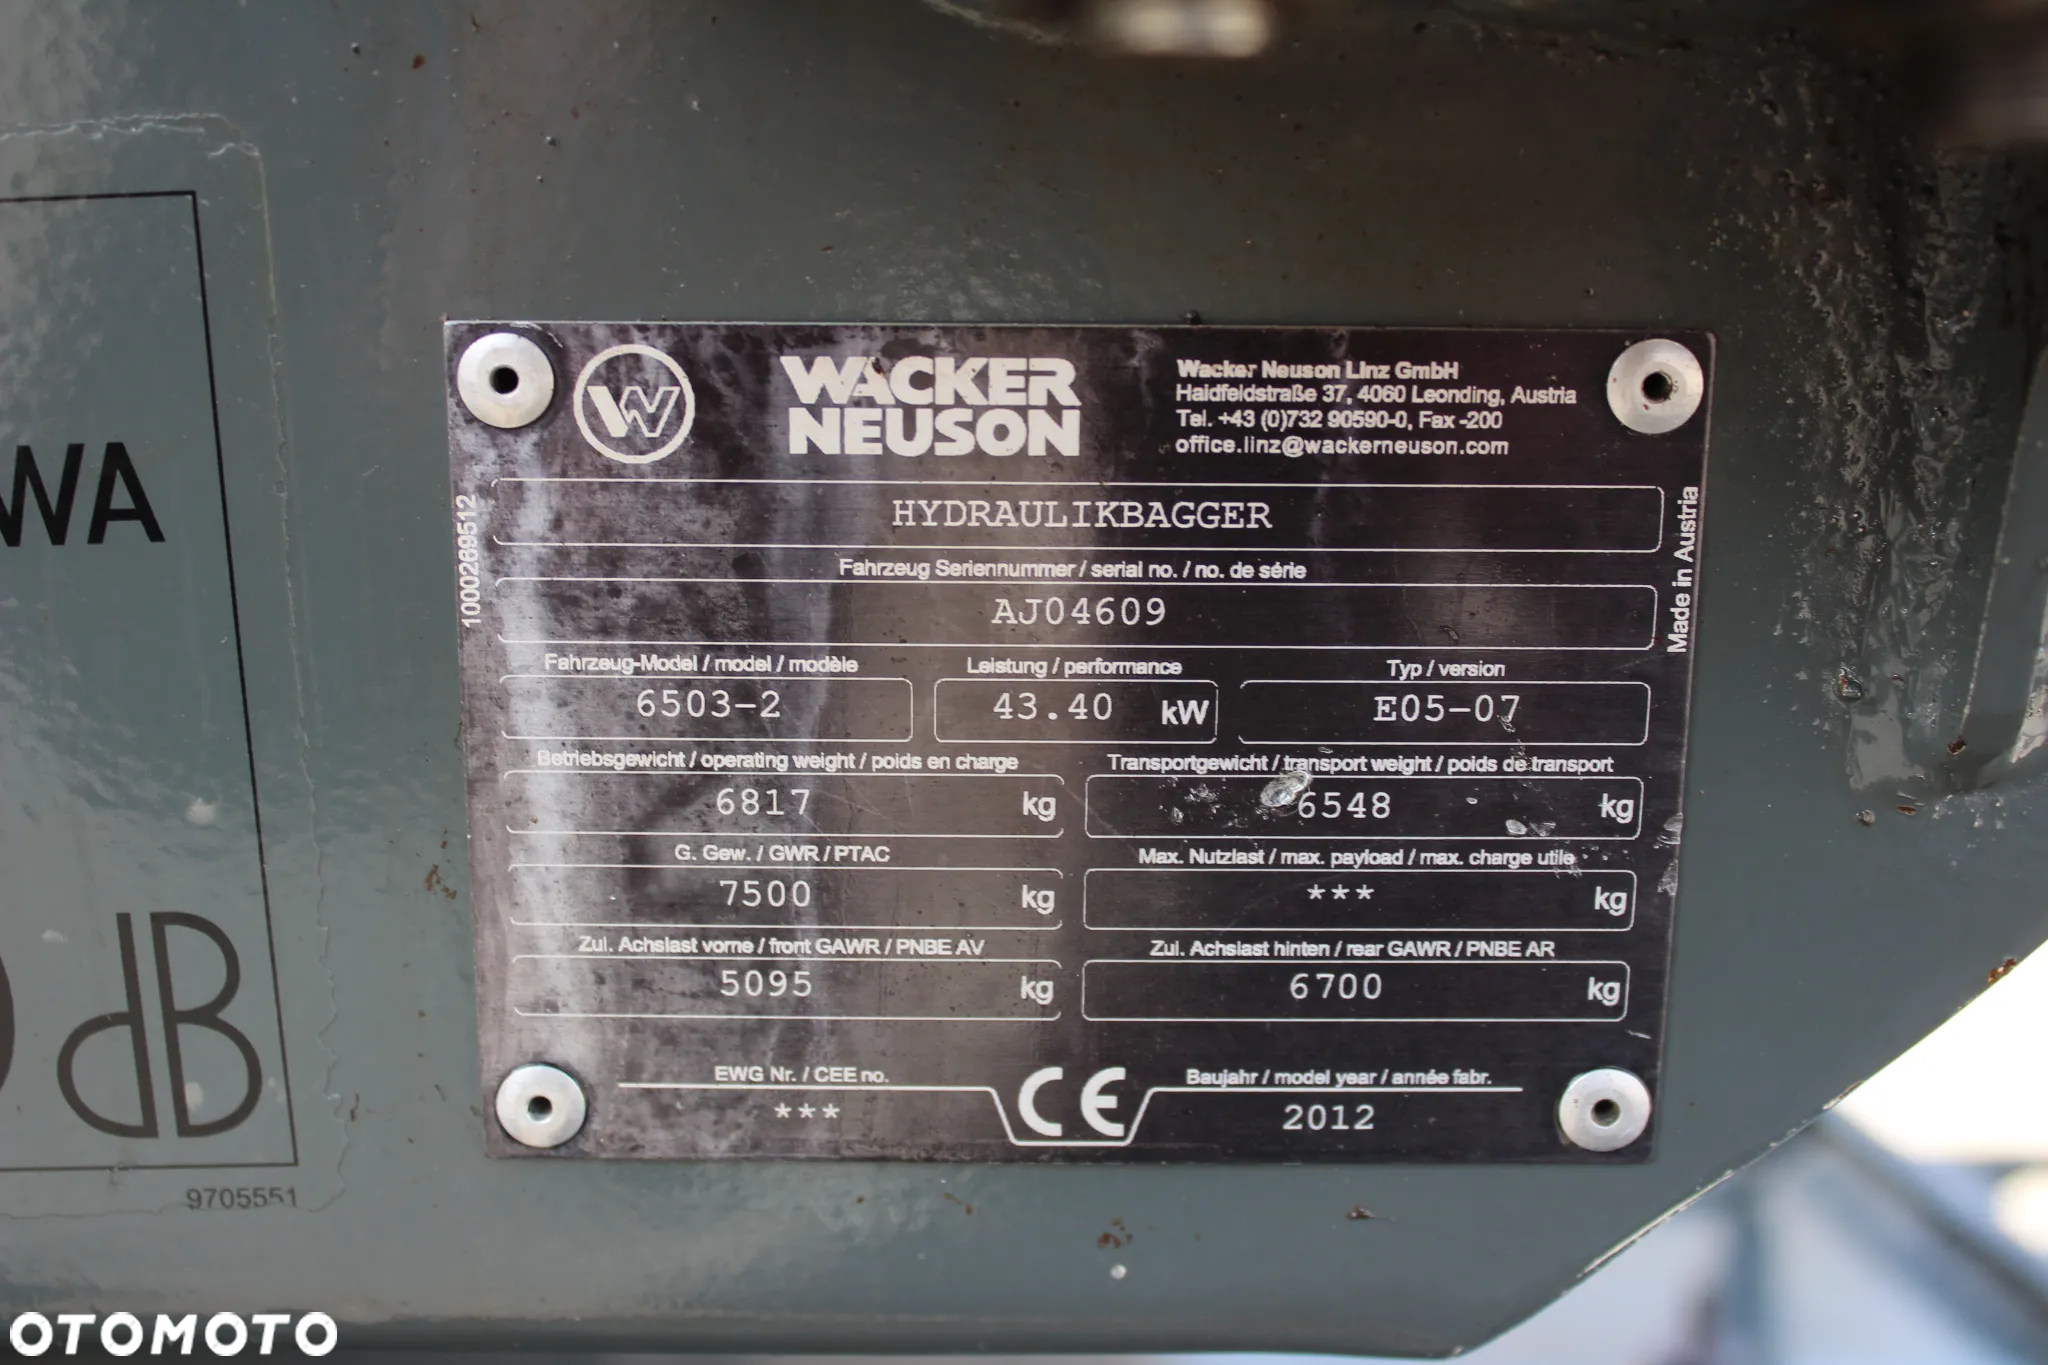 WACKER
NEUSON
Wacker Neuson Linz GmbH
Haidfeldstraße 37, 4060 Leonding, Austria
Tel. +43 (0)732 90590-0, Fax -200
office.linz@wackerneuson.com
HYDRAULIKBAGGER
Fahrzeug Seriennummer / serial no. / no. de série
AJ04609
Fahrzeug-Model / model / modèle Leistung / performance Typ / version
6503-2 43.40 kW E05-07
Betriebsgewicht / operating weight / poids en charge Transportgewicht / transport weight / poids de transport
6817 kg 6548 kg
G. Gew. / GWR / PTAC Max. Nutzlast / max. payload / max. charge utile
7500 kg *** kg
Zul. Achslast vorne / front GAWR / PNBE AV Zul. Achslast hinten / rear GAWR / PNBE AR
5095 kg 6700 kg
EWG Nr. / CEE no. CE Baujahr / model year / année fabr.
*** 2012
1000289512
Made in Austria
WA
dB
9705551
OTOMOTO